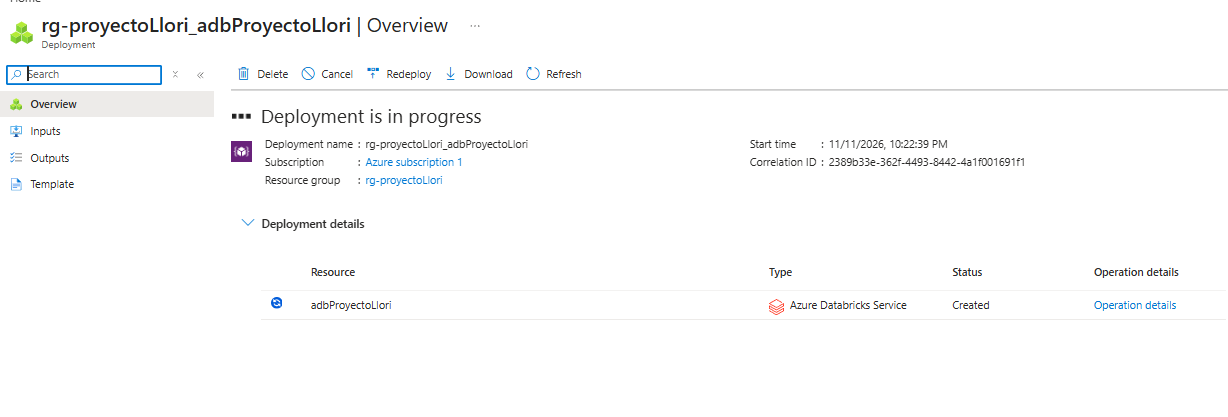 rg-proyectoLlori_adbProyectoLlori | Overview ...
Deployment
Search
Delete Cancel Redeploy Download Refresh
Overview
Inputs
Outputs
Template
Deployment is in progress
Deployment name : rg-proyectoLlori_adbProyectoLlori
Subscription : Azure subscription 1
Resource group : rg-proyectoLlori
Start time : 11/11/2026, 10:22:39 PM
Correlation ID : 2389b33e-362f-4493-8442-4a1f001691f1
Deployment details
Resource Type Status Operation details
adbProyectoLlori Azure Databricks Service Created Operation details